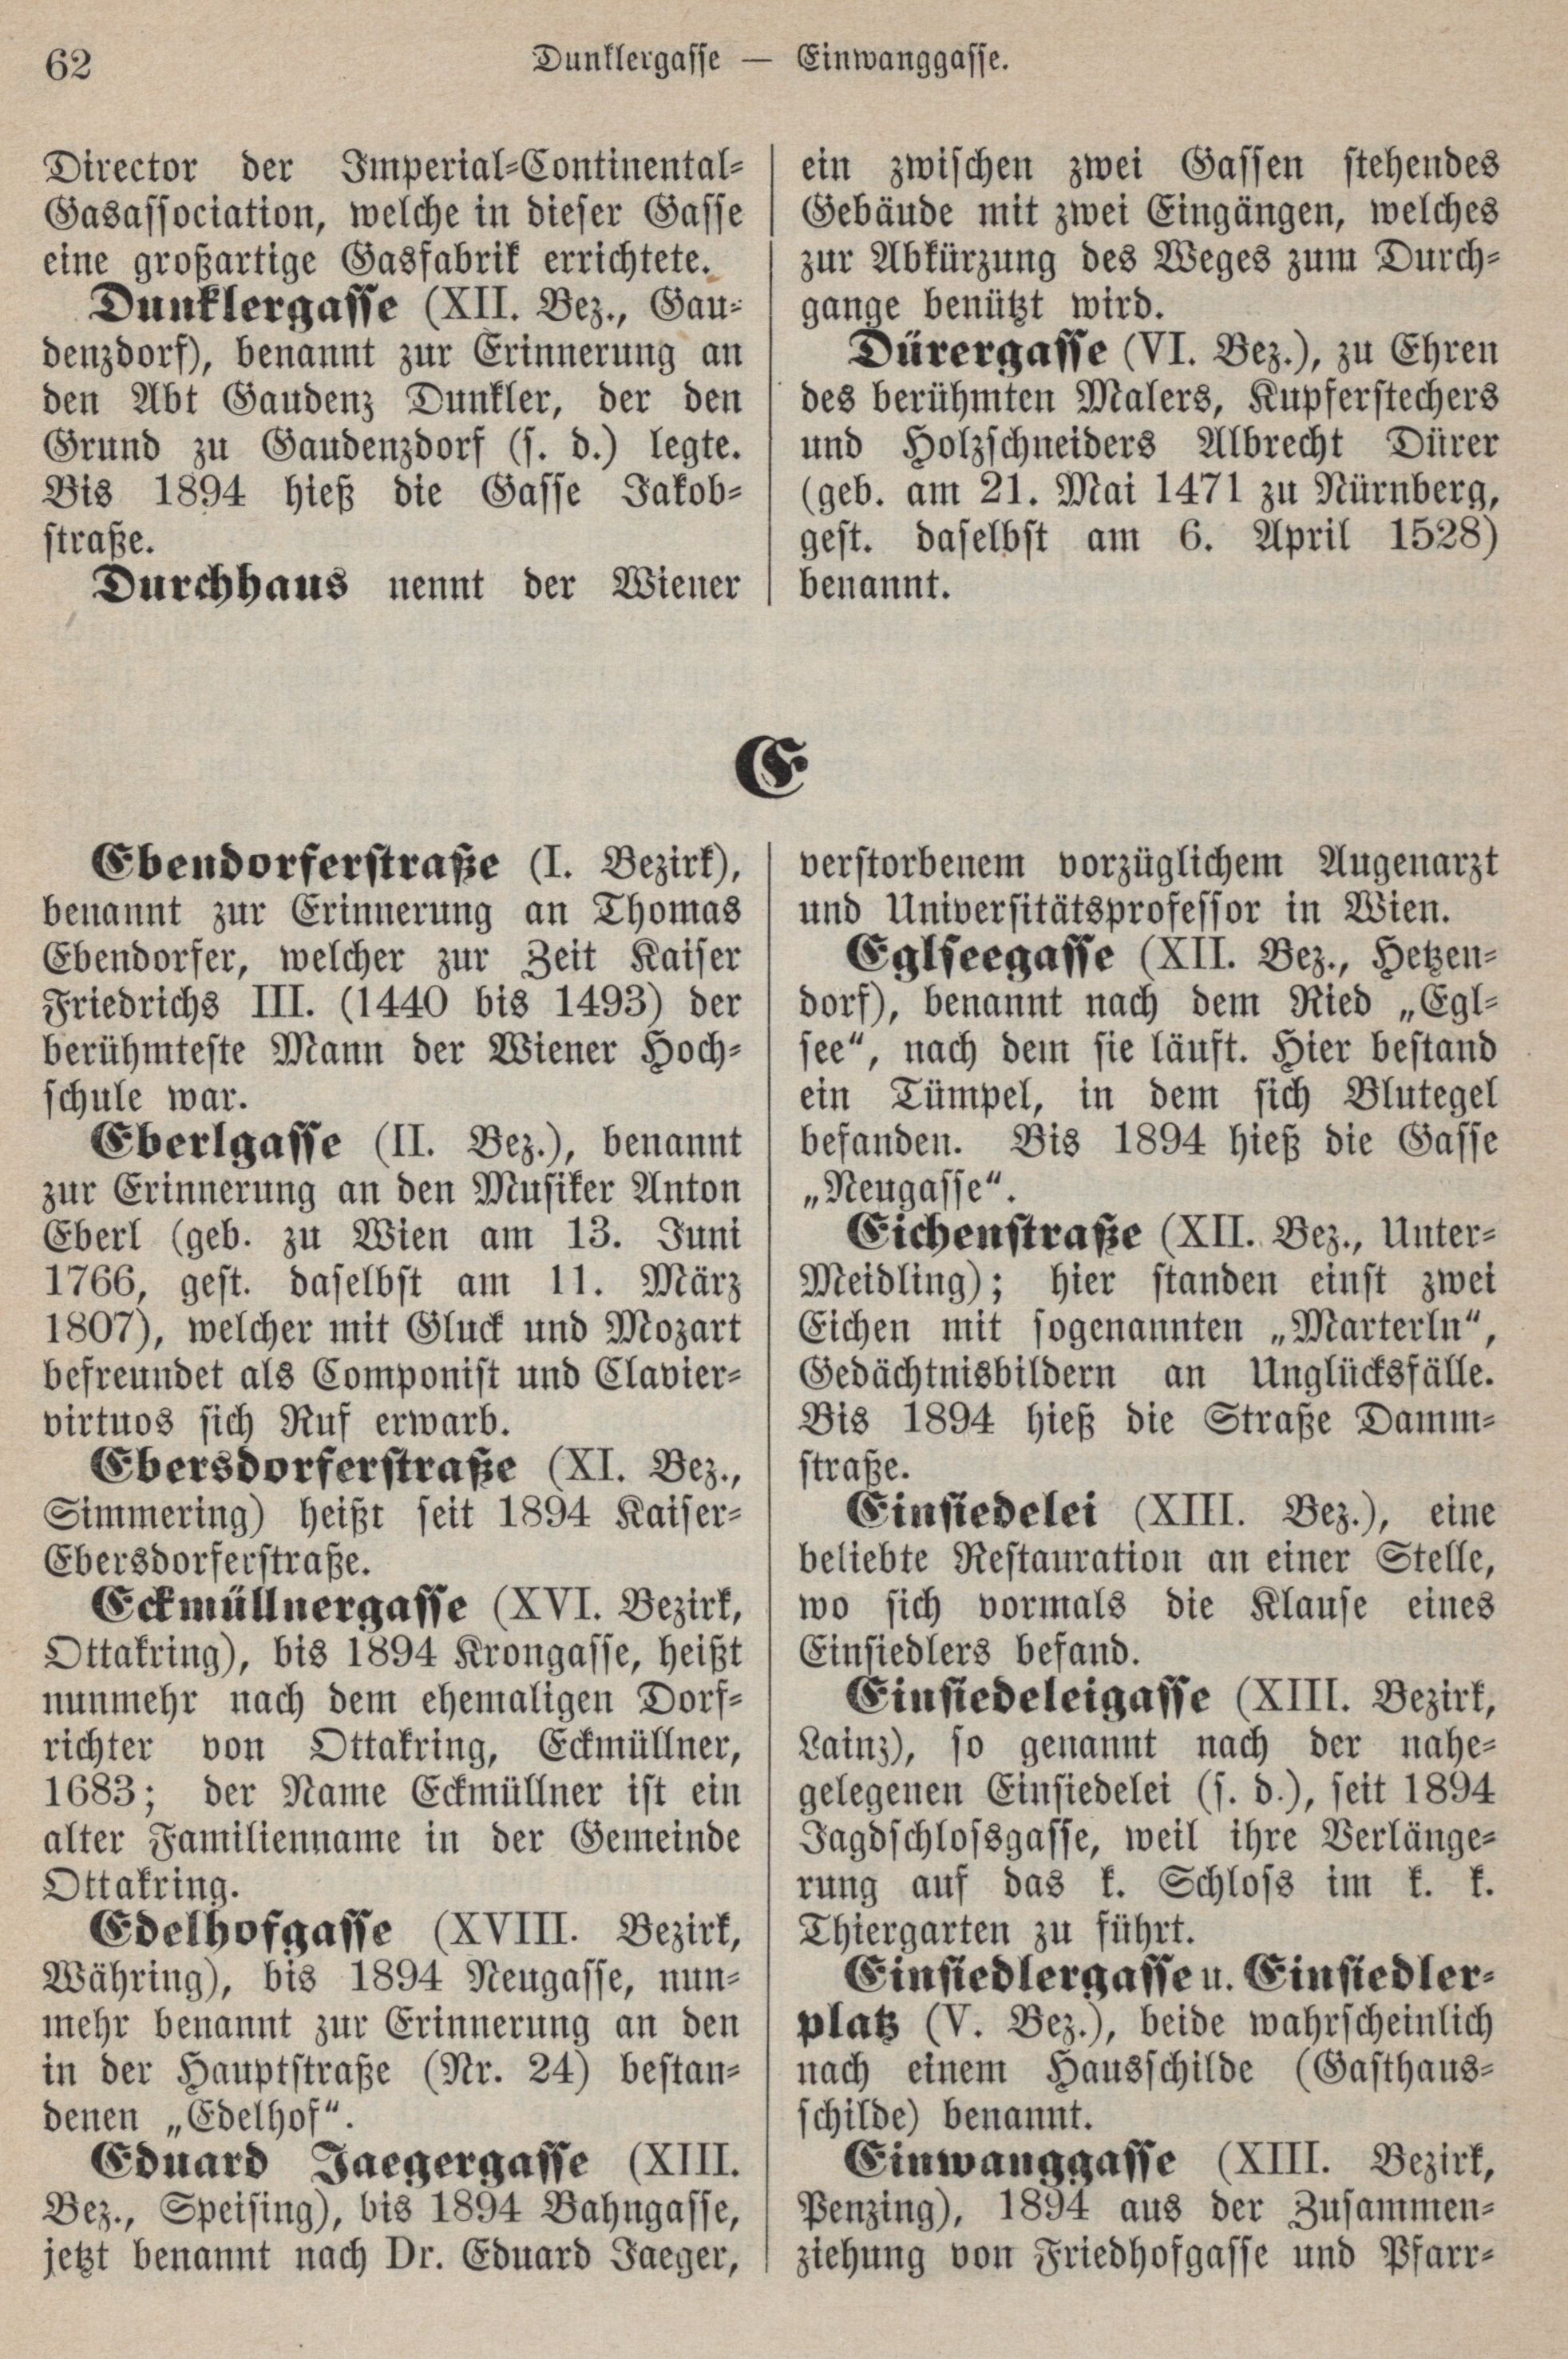 62
Dunklergasse — Einwanggasse.
Director der Imperial-Continental-
Gasassociation, welche in dieser Gasse
eine großartige Gasfabrik errichtete.
Dunklergasse (XII. Bez., Gau-
denzdorf), benannt zur Erinnerung an
den Abt Gaudenz Dunkler, der den
Grund zu Gaudenzdorf (s. d.) legte.
Bis 1894 hieß die Gasse Jakob-
straße.
Durchhaus nennt der Wiener
ein zwischen zwei Gassen stehendes
Gebäude mit zwei Eingängen, welches
zur Abkürzung des Weges zum Durch-
gange benützt wird.
Dürergasse (VI. Bez.), zu Ehren
des berühmten Malers, Kupferstechers
und Holzschneiders Albrecht Dürer
(geb. am 21. Mai 1471 zu Nürnberg,
gest. daselbst am 6. April 1528)
benannt.
E
Ebendorferstraße (I. Bezirk),
benannt zur Erinnerung an Thomas
Ebendorfer, welcher zur Zeit Kaiser
Friedrichs III. (1440 bis 1493) der
berühmteste Mann der Wiener Hoch-
schule war.
Eberlgasse (II. Bez.), benannt
zur Erinnerung an den Musiker Anton
Eberl (geb. zu Wien am 13. Juni
1766, gest. daselbst am 11. März
1807), welcher mit Gluck und Mozart
befreundet als Componist und Clavier-
virtuos sich Ruf erwarb.
Ebersdorferstraße (XI. Bez.,
Simmering) heißt seit 1894 Kaiser-
Ebersdorferstraße.
Eckmüllnergasse (XVI. Bezirk,
Ottakring), bis 1894 Krongasse, heißt
nunmehr nach dem ehemaligen Dorf-
richter von Ottakring, Eckmüllner,
1683; der Name Eckmüllner ist ein
alter Familienname in der Gemeinde
Ottakring.
Edelhofgasse (XVIII. Bezirk,
Währing), bis 1894 Neugasse, nun-
mehr benannt zur Erinnerung an den
in der Hauptstraße (Nr. 24) bestan-
denen „Edelhof“.
Eduard Jaegergasse (XIII.
Bez., Speising), bis 1894 Bahngasse,
jetzt benannt nach Dr. Eduard Jaeger,
verstorbenem vorzüglichem Augenarzt
und Universitätsprofessor in Wien.
Eglseegasse (XII. Bez., Hetzen-
dorf), benannt nach dem Ried „Egl-
see“, nach dem sie läuft. Hier bestand
ein Tümpel, in dem sich Blutegel
befanden. Bis 1894 hieß die Gasse
„Neugasse“.
Eichenstraße (XII. Bez., Unter-
Meidling); hier standen einst zwei
Eichen mit sogenannten „Marterln“,
Gedächtnisbildern an Unglücksfälle.
Bis 1894 hieß die Straße Damm-
straße.
Einsiedelei (XIII. Bez.), eine
beliebte Restauration an einer Stelle,
wo sich vormals die Klause eines
Einsiedlers befand.
Einsiedeleigasse (XIII. Bezirk,
Lainz), so genannt nach der nahe-
gelegenen Einsiedelei (s. d.), seit 1894
Jagdschlossgasse, weil ihre Verlänge-
rung auf das k. Schloss im k. k.
Thiergarten zu führt.
Einsiedlergasse u. Einsiedler-
platz (V. Bez.), beide wahrscheinlich
nach einem Hausschilde (Gasthaus-
schilde) benannt.
Einwanggasse (XIII. Bezirk,
Penzing), 1894 aus der Zusammen-
ziehung von Friedhofgasse und Pfarr-